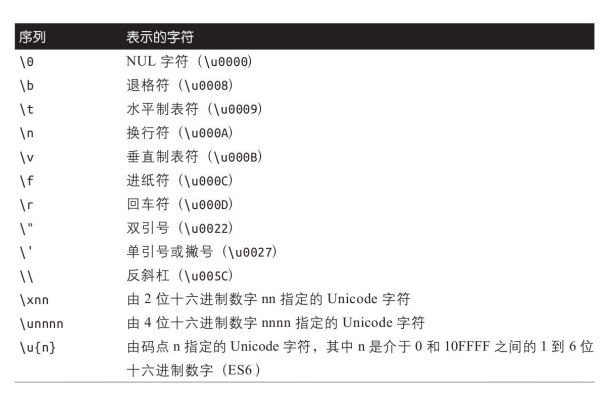 序列 表示的字符
\0 NUL 字符（\u0000）
\b 退格符（\u0008）
\t 水平制表符（\u0009）
\n 换行符（\u000A）
\v 垂直制表符（\u000B）
\f 进纸符（\u000C）
\r 回车符（\u000D）
\" 双引号（\u0022）
\' 单引号或撇号（\u0027）
\\ 反斜杠（\u005C）
\xnn 由 2 位十六进制数字 nn 指定的 Unicode 字符
\unnnn 由 4 位十六进制数字 nnnn 指定的 Unicode 字符
\u{n} 由码点 n 指定的 Unicode 字符，其中 n 是介于 0 和 10FFFF 之间的 1 到 6 位
十六进制数字（ES6）